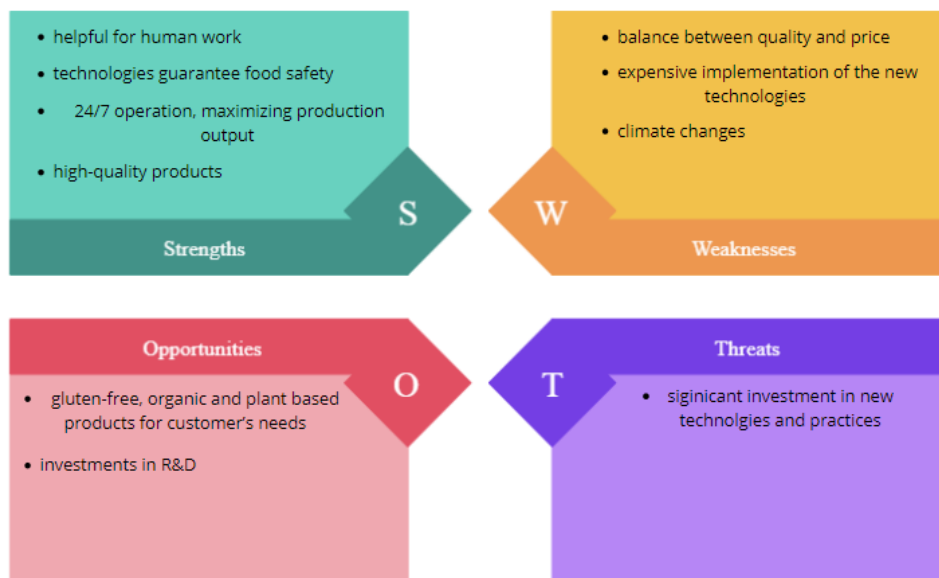 • helpful for human work
• technologies guarantee food safety
• 24/7 operation, maximizing production
output
• high-quality products
S
Strengths
• balance between quality and price
• expensive implementation of the new
technologies
• climate changes
W
Weaknesses
Opportunities
O
• gluten-free, organic and plant based
products for customer's needs
• investments in R&D
Threats
T
• siginicant investment in new
technolgies and practices